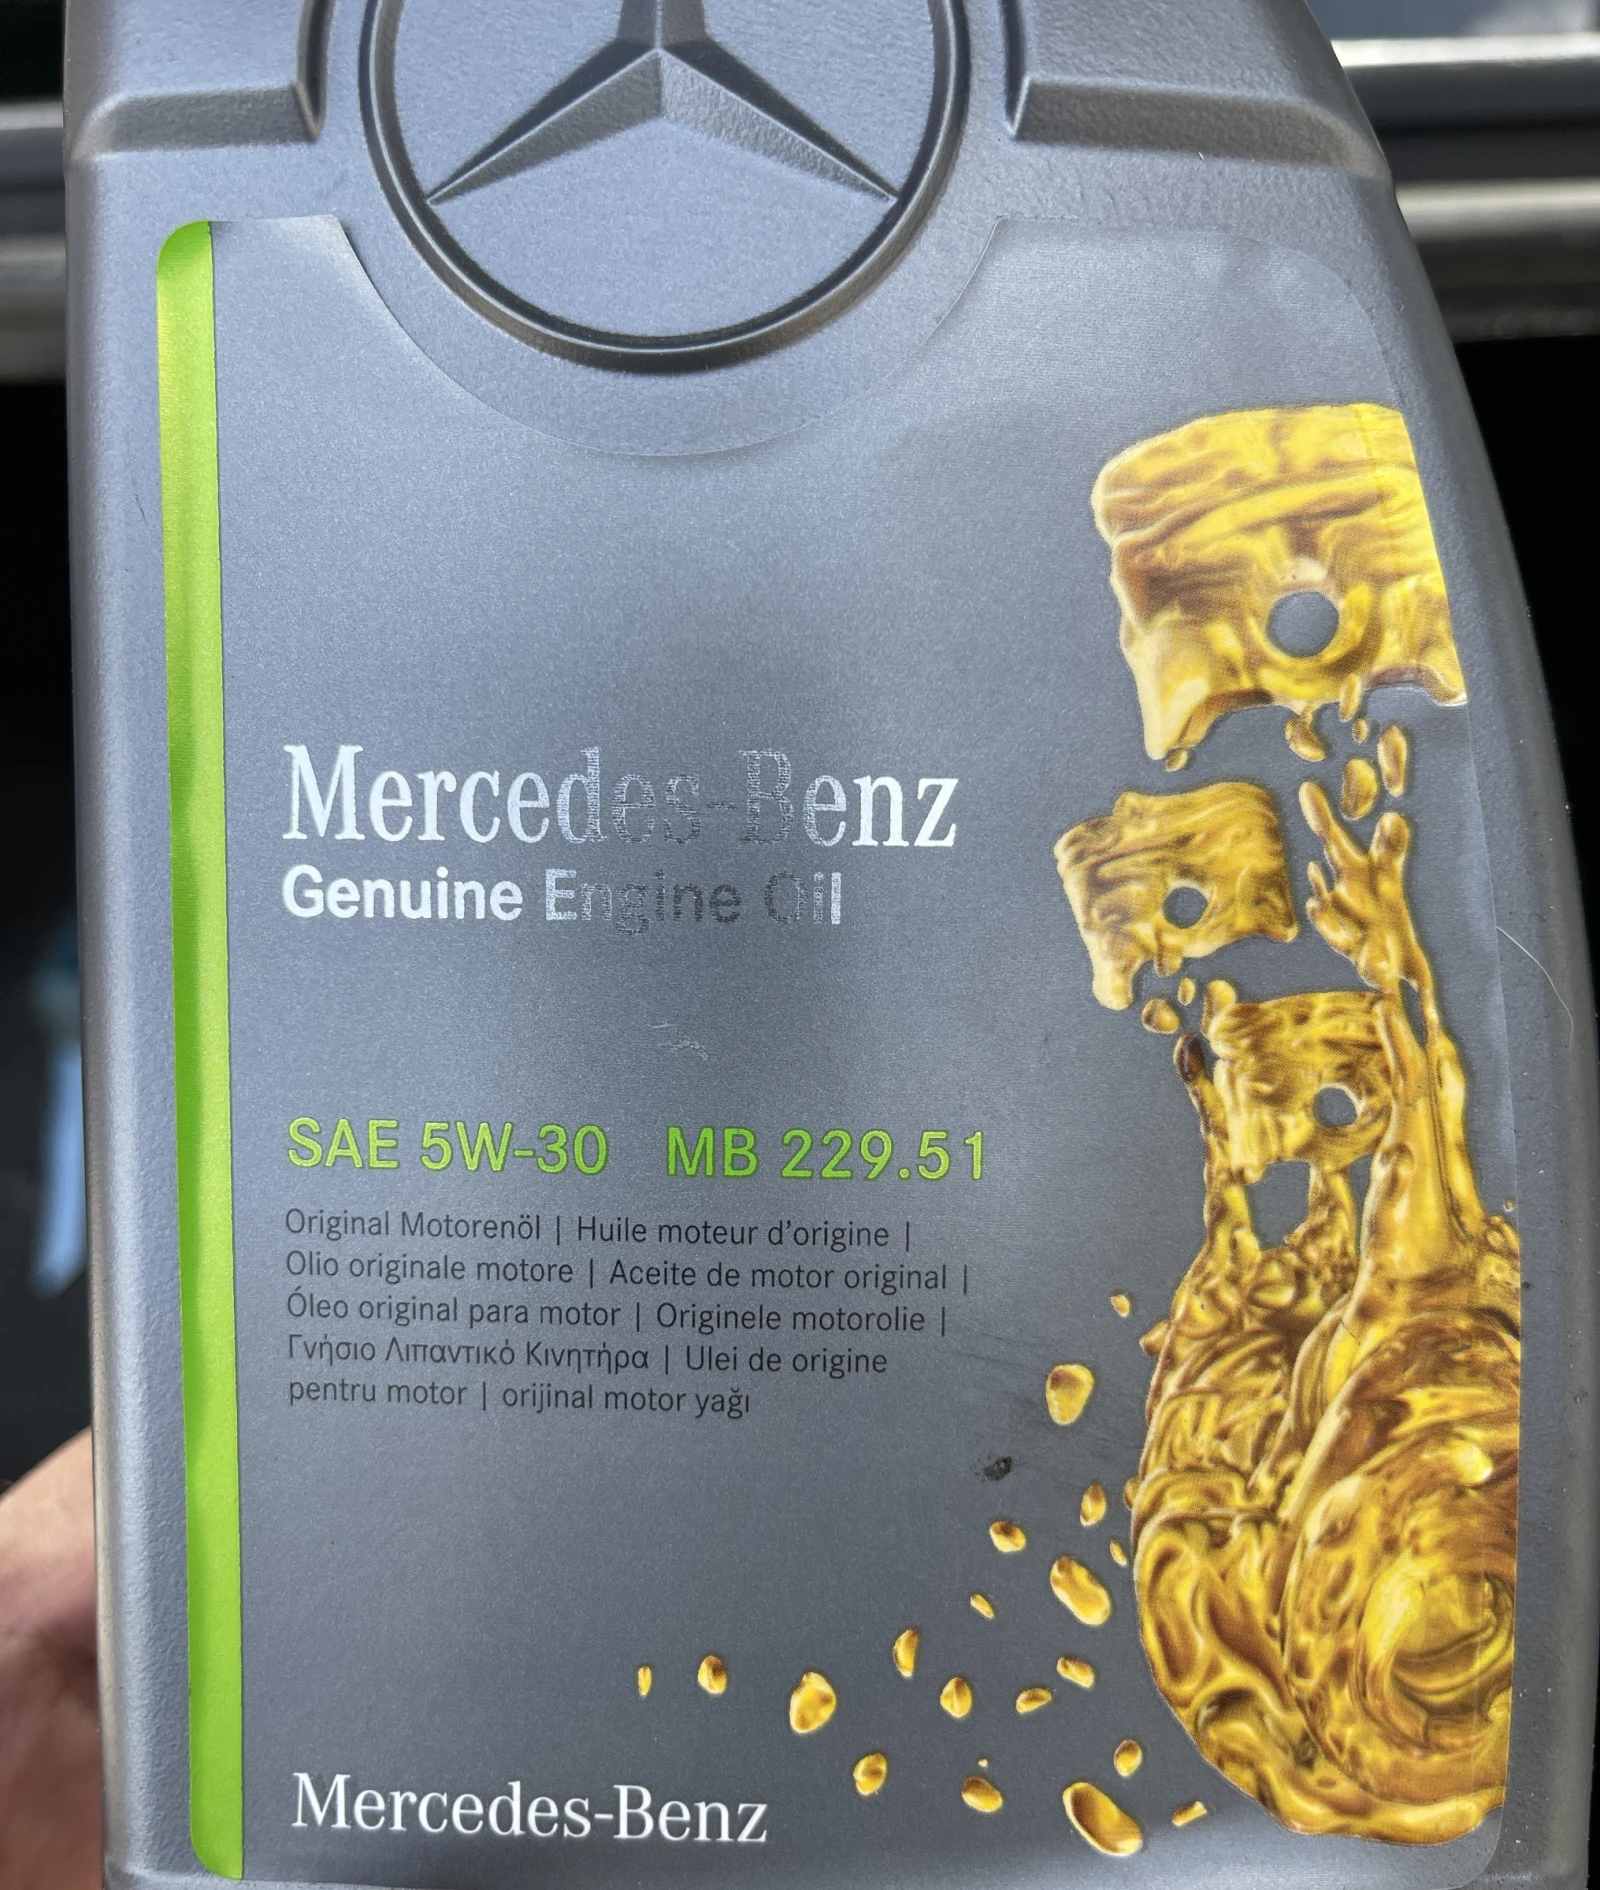 Mercedes-Benz
Genuine Engine Oil
SAE 5W-30 MB 229.51
Original Motorenöl | Huile moteur d'origine |
Olio originale motore | Aceite de motor original |
Óleo original para motor | Originele motorolie |
Γνήσιο Λιπαντικό Κινητήρα | Ulei de origine
pentru motor | orijinal motor yağı
Mercedes-Benz